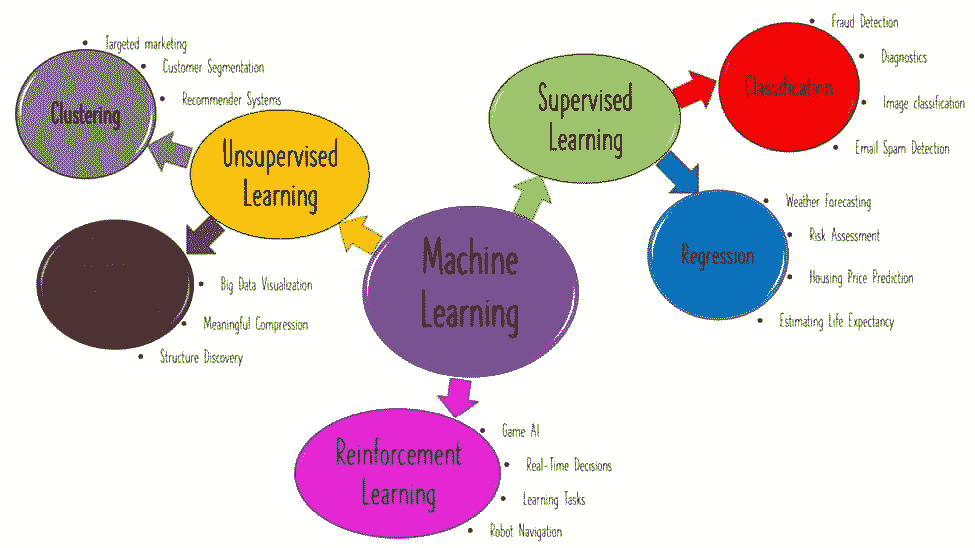 Targeted marketing
Customer Segmentation
Recommender Systems
Clustering
Unsupervised
Learning
Big Data Visualization
Meaningful Compression
Structure Discovery
Machine
Learning
Supervised
Learning
Classification
Fraud Detection
Diagnostics
Image classification
Email Spam Detection
Regression
Weather Forecasting
Risk Assessment
Housing Price Prediction
Estimating Life Expectancy
Reinforcement
Learning
Game AI
Real-Time Decisions
Learning Tasks
Robot Navigation